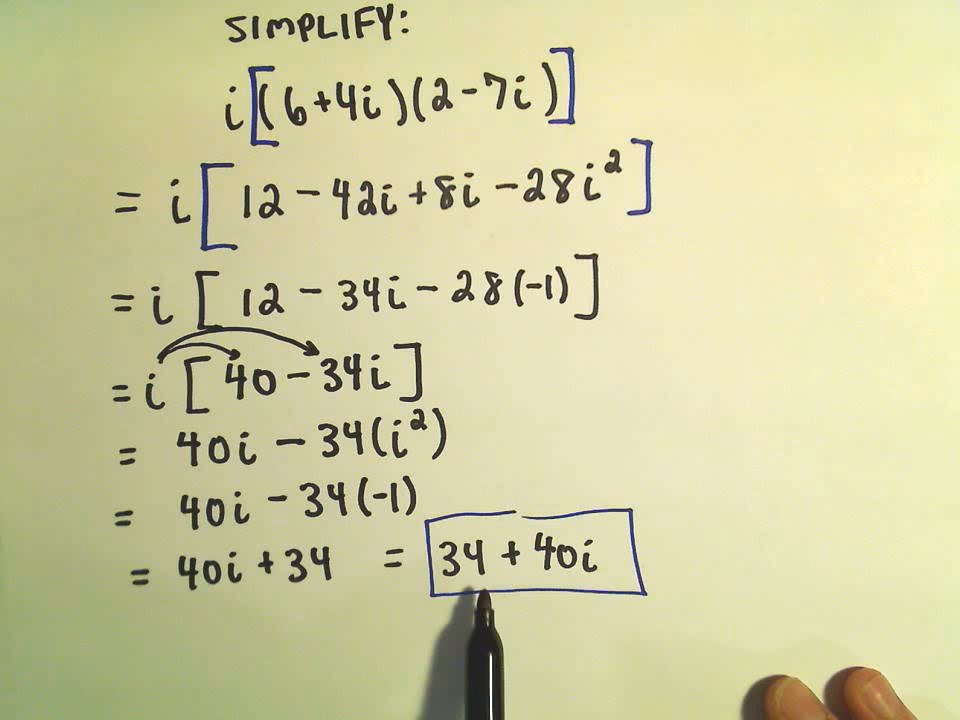 SIMPLIFY:
i[(6+4i)(2-7i)]
= i[12 - 42i + 8i - 28i²]
= i[12 - 34i - 28(-1)]
= i[40 - 34i]
= 40i - 34(i²)
= 40i - 34(-1)
= 40i + 34 = 34 + 40i